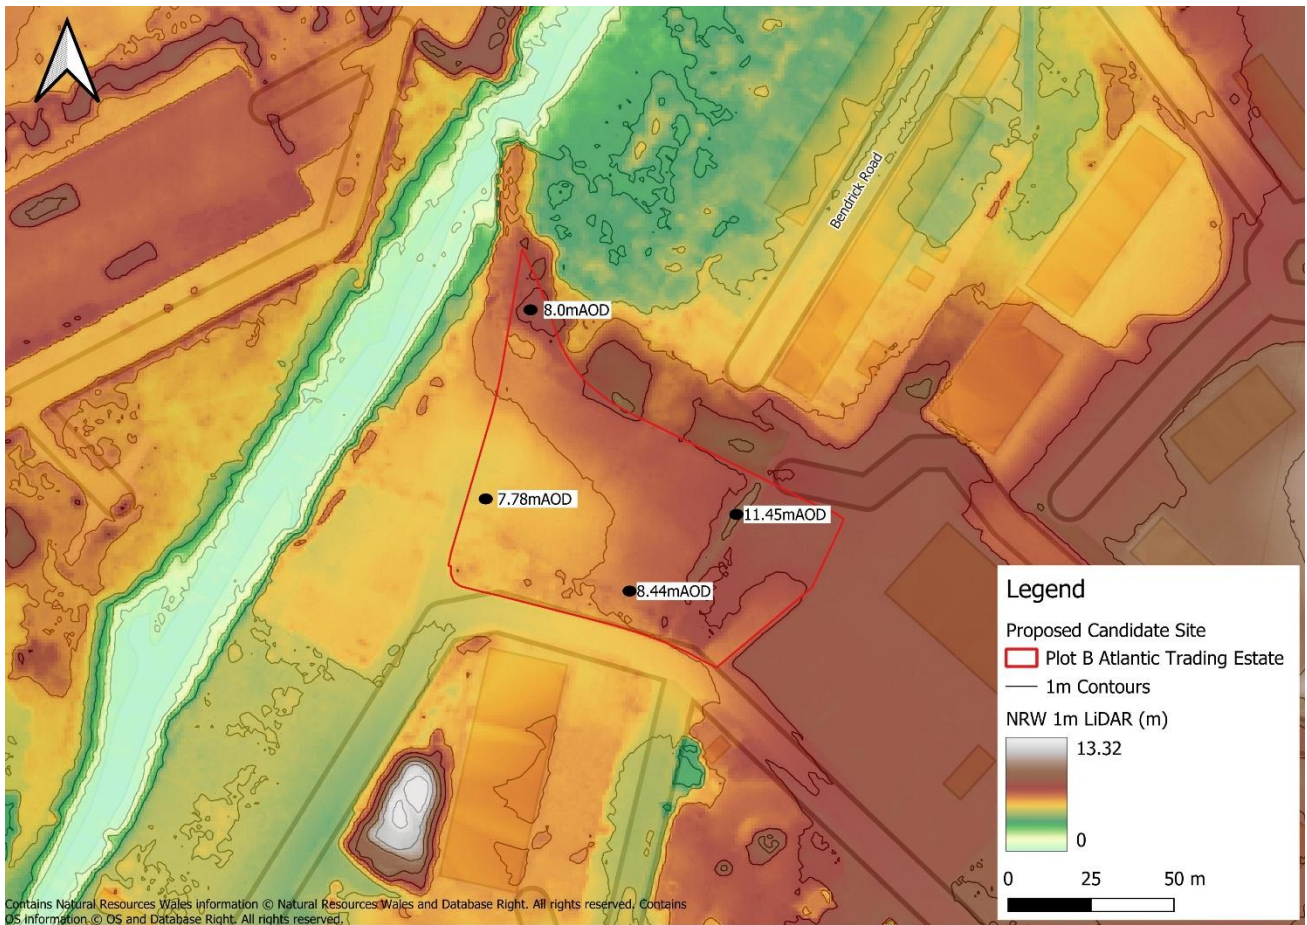 Bendrick Road
8.0mAOD
7.78mAOD
11.45mAOD
8.44mAOD
Legend
Proposed Candidate Site
Plot B Atlantic Trading Estate
1m Contours
NRW 1m LiDAR (m)
13.32
0
0 25 50 m
Contains Natural Resources Wales information © Natural Resources Wales and Database Right. All rights reserved. Contains
OS information © OS and Database Right. All rights reserved.